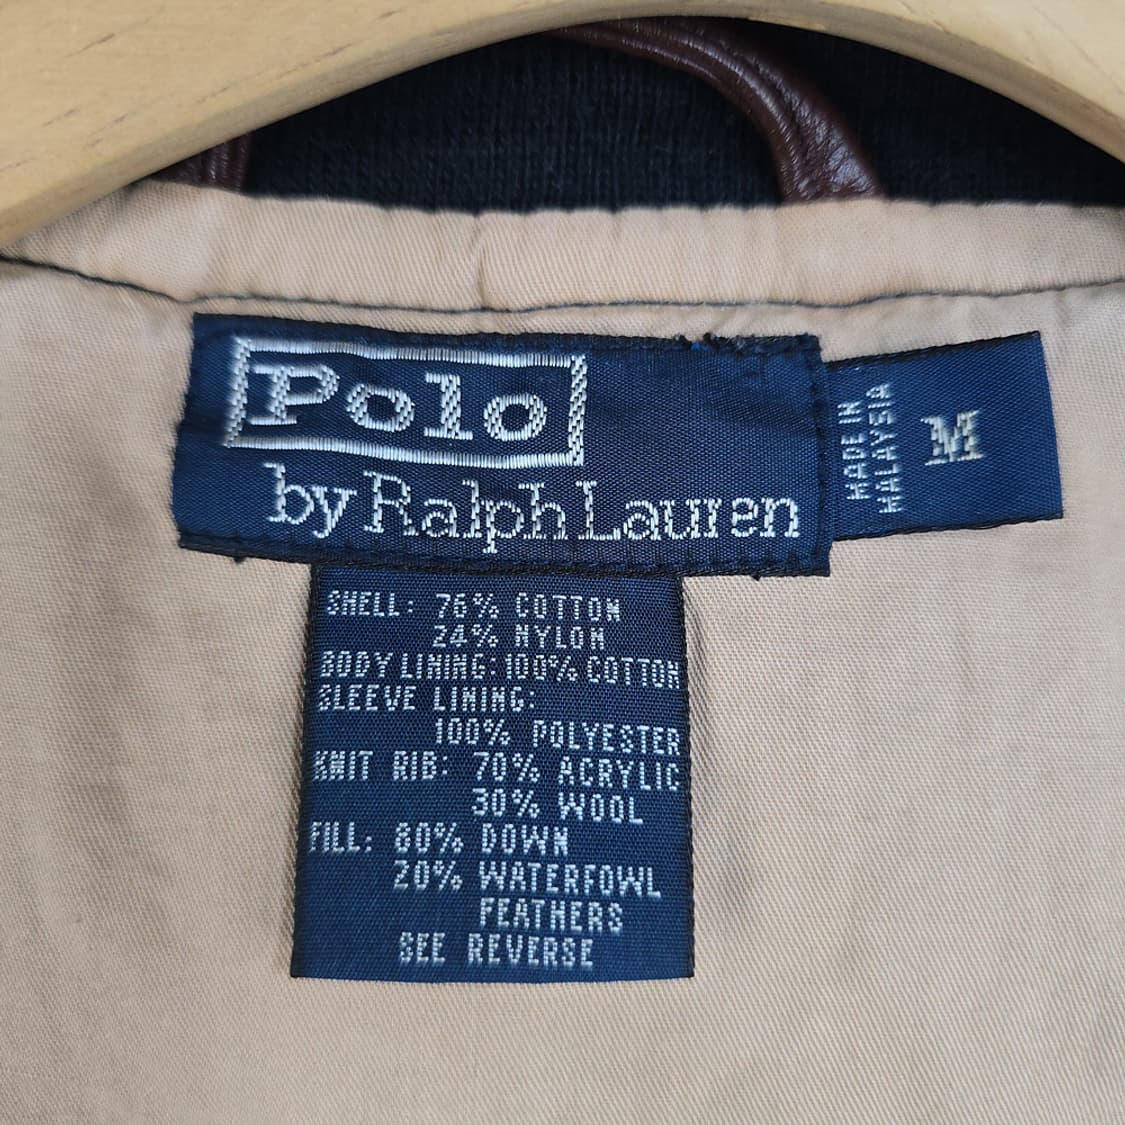 Polo
by Ralph Lauren
MADE IN
MALAYSIA
M
SHELL: 76% COTTON
24% NYLON
BODY LINING: 100% COTTON
SLEEVE LINING:
100% POLYESTER
KNIT RIB: 70% ACRYLIC
30% WOOL
FILL: 80% DOWN
20% WATERFOWL
FEATHERS
SEE REVERSE